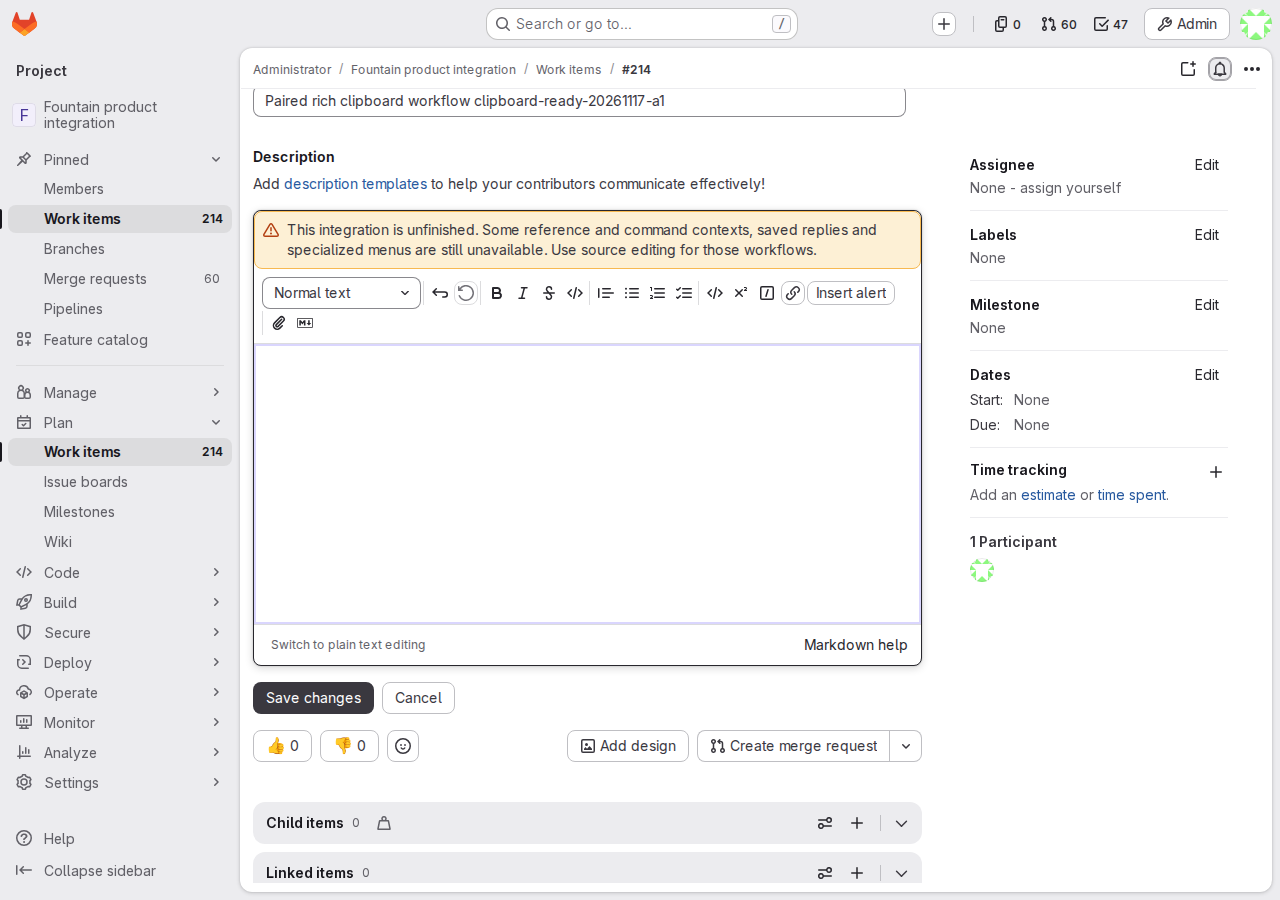 Search or go to...
/
0
60
47
Admin
Project
F
Fountain product integration
Pinned
Members
Work items 214
Branches
Merge requests 60
Pipelines
Feature catalog
Manage
Plan
Work items 214
Issue boards
Milestones
Wiki
Code
Build
Secure
Deploy
Operate
Monitor
Analyze
Settings
Help
Collapse sidebar
Administrator / Fountain product integration / Work items / #214
Paired rich clipboard workflow clipboard-ready-20261117-a1
Description
Add description templates to help your contributors communicate effectively!
This integration is unfinished. Some reference and command contexts, saved replies and
specialized menus are still unavailable. Use source editing for those workflows.
Normal text
Insert alert
Switch to plain text editing
Markdown help
Save changes
Cancel
👍 0
👎 0
Add design
Create merge request
Child items 0
Linked items 0
Assignee
Edit
None - assign yourself
Labels
Edit
None
Milestone
Edit
None
Dates
Edit
Start: None
Due: None
Time tracking
Add an estimate or time spent.
1 Participant